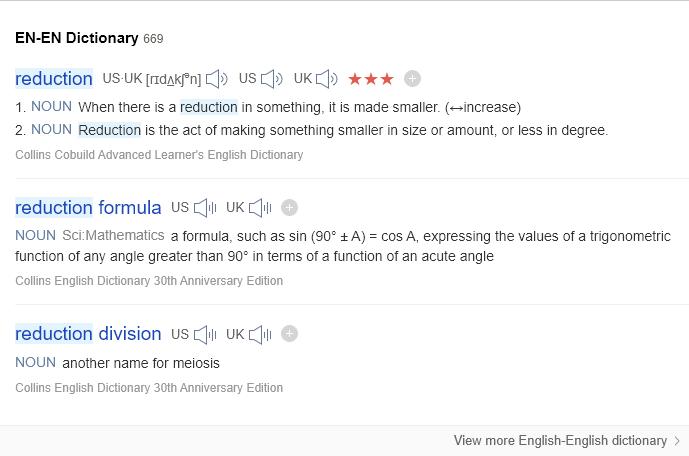 EN-EN Dictionary 669
reduction US·UK [rɪdʌkʃᵊn] US UK ★★★
1. NOUN When there is a reduction in something, it is made smaller. (↔increase)
2. NOUN Reduction is the act of making something smaller in size or amount, or less in degree.
Collins Cobuild Advanced Learner's English Dictionary
reduction formula US UK
NOUN Sci:Mathematics a formula, such as sin (90° ± A) = cos A, expressing the values of a trigonometric
function of any angle greater than 90° in terms of a function of an acute angle
Collins English Dictionary 30th Anniversary Edition
reduction division US UK
NOUN another name for meiosis
Collins English Dictionary 30th Anniversary Edition
View more English-English dictionary >